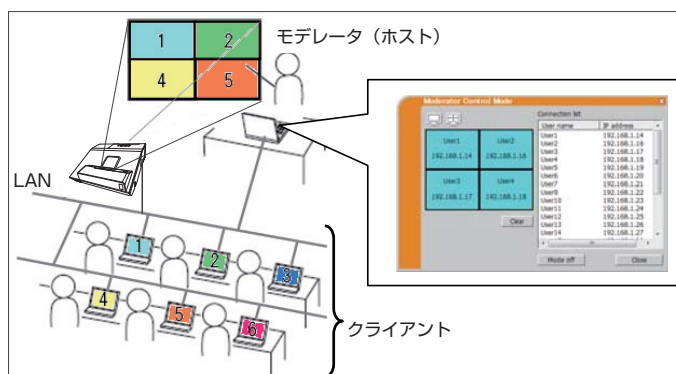 1
2
4
5
モデレータ（ホスト）
LAN
1
2
3
4
5
6
クライアント
Moderator Control Mode
User1
192.168.1.14
User2
192.168.1.16
User3
192.168.1.17
User4
192.168.1.18
Clear
Connection list
User name IP address
User1 192.168.1.14
User2 192.168.1.16
User3 192.168.1.17
User4 192.168.1.18
User5 192.168.1.19
User6 192.168.1.20
User7 192.168.1.21
User9 192.168.1.22
User10 192.168.1.23
User11 192.168.1.24
User12 192.168.1.25
User13 192.168.1.26
User14 192.168.1.27
Mode off
Close